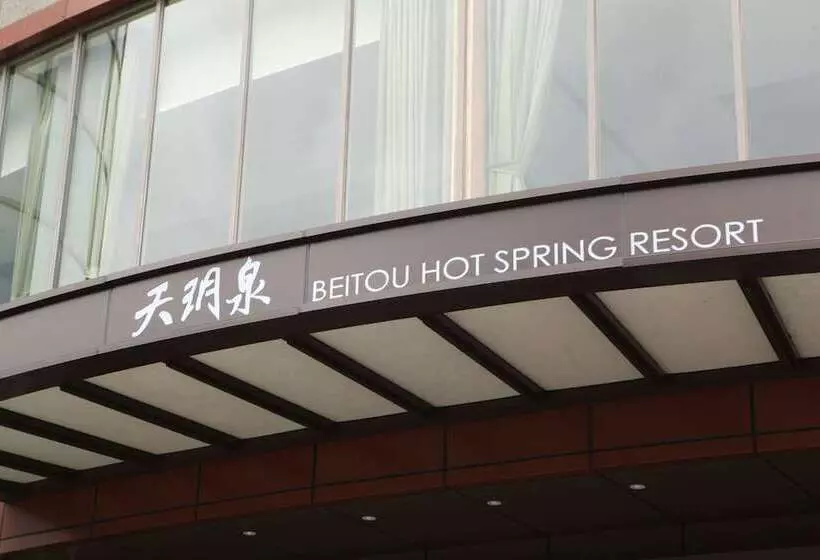 天玥泉 BEITOU HOT SPRING RESORT